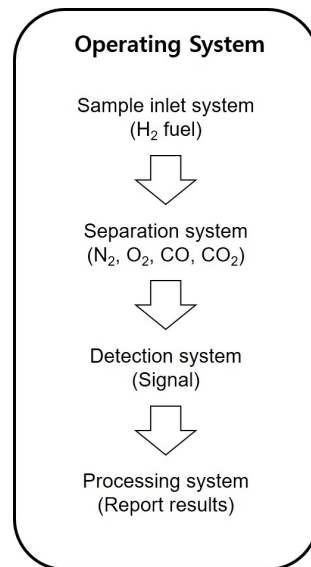 Operating System
Sample inlet system
(H₂ fuel)
Separation system
(N₂, O₂, CO, CO₂)
Detection system
(Signal)
Processing system
(Report results)